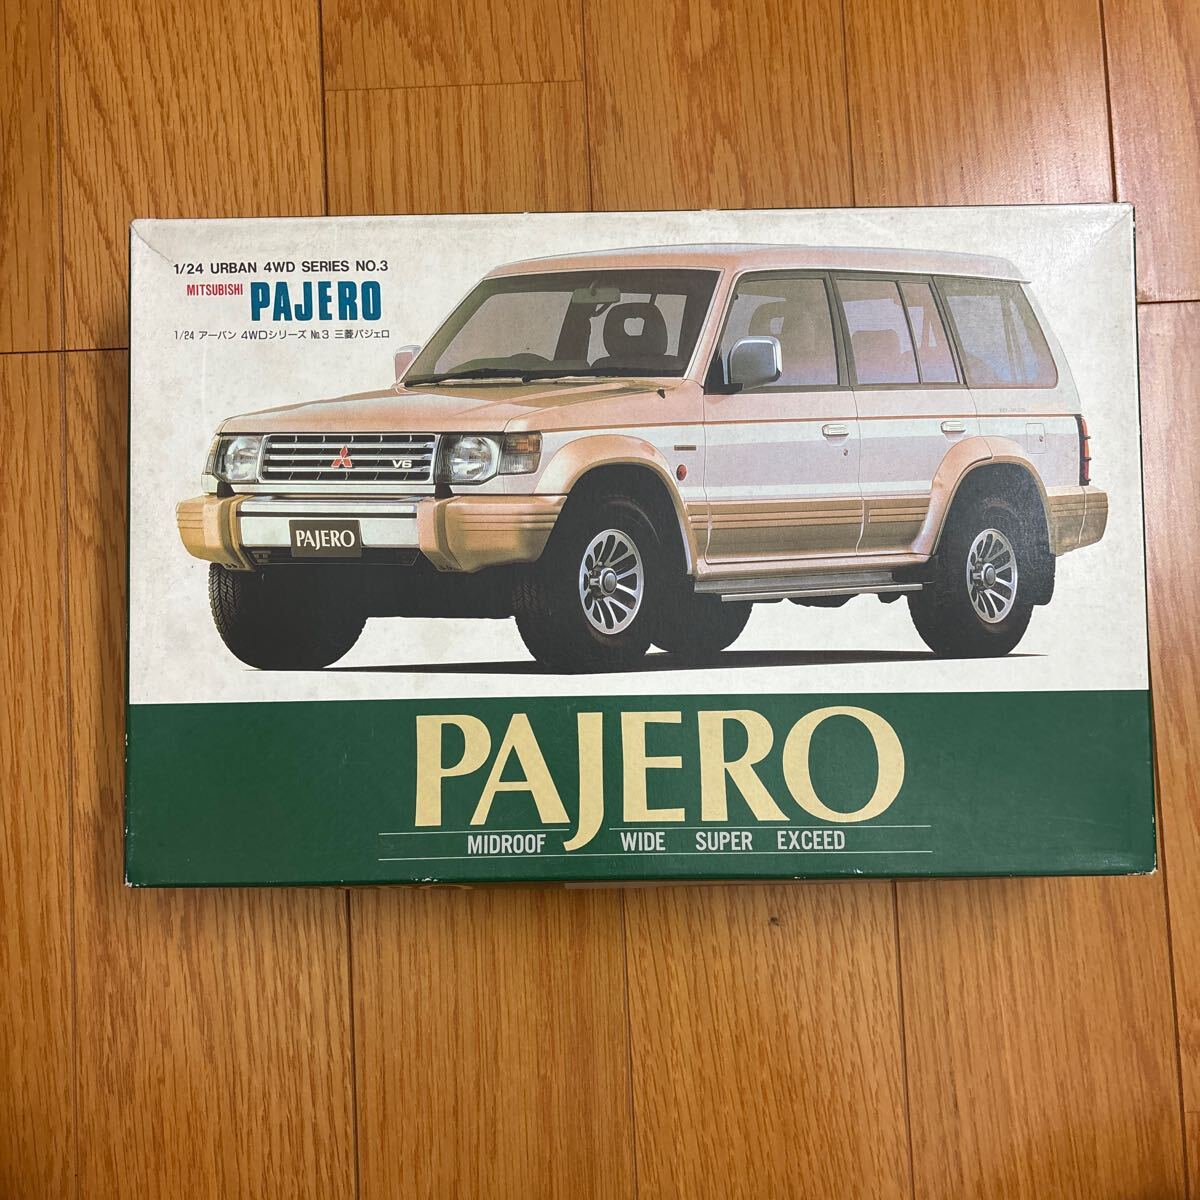 1/24 URBAN 4WD SERIES NO.3
MITSUBISHI PAJERO
1/24 アーバン 4WDシリーズ №3 三菱パジェロ
V6
PAJERO
PAJERO
MIDROOF WIDE SUPER EXCEED